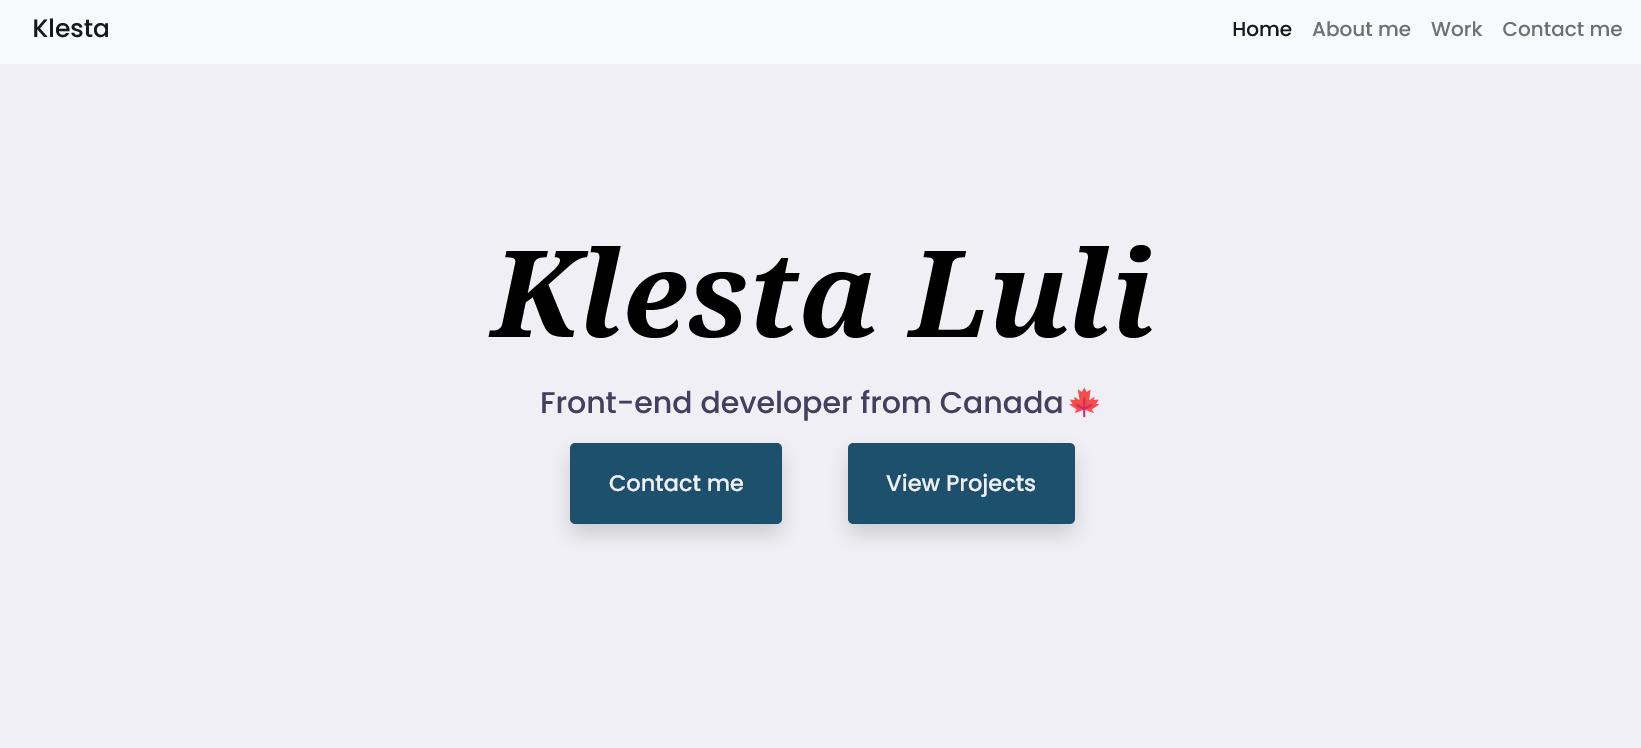 Klesta
Home About me Work Contact me
Klesta Luli
Front-end developer from Canada🍁
Contact me
View Projects